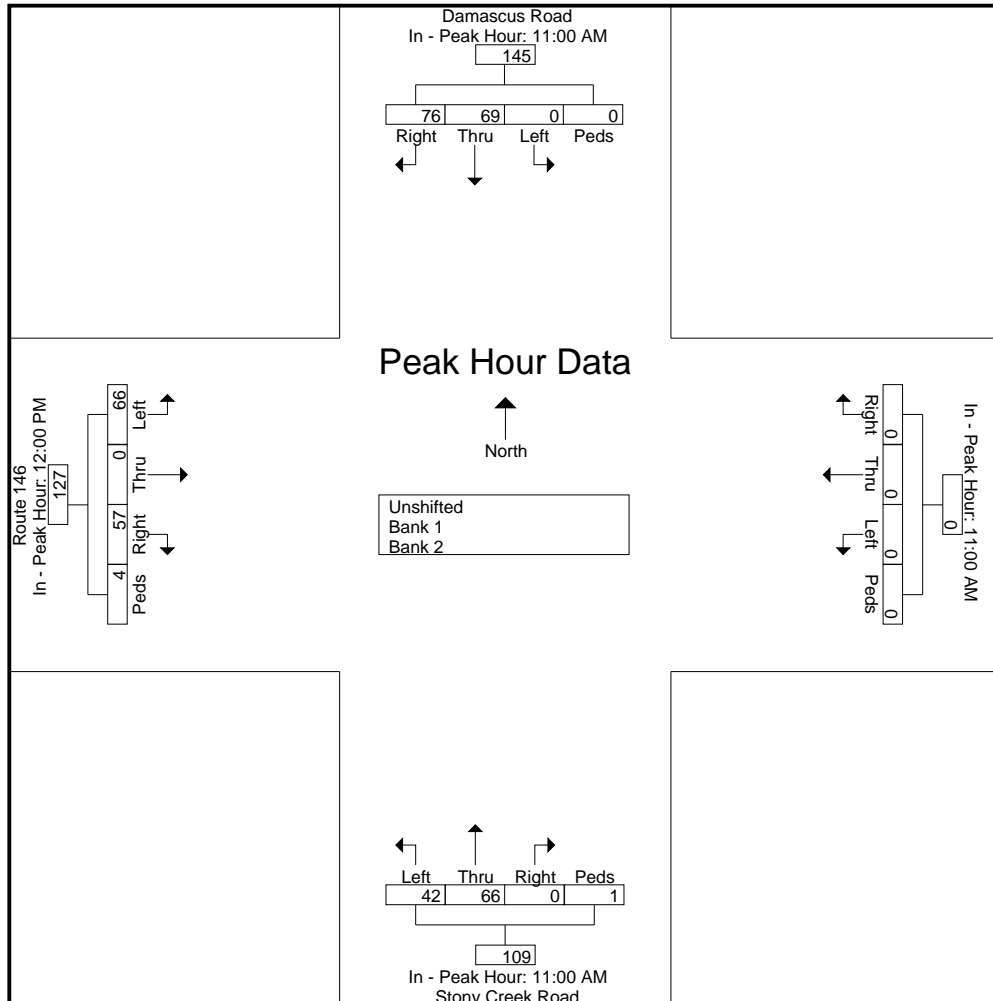 Damascus Road
In - Peak Hour: 11:00 AM
145
76 69 0 0
Right Thru Left Peds
Peak Hour Data
North
Unshifted
Bank 1
Bank 2
Route 146
In - Peak Hour: 12:00 PM
127
66 0 57 4
Left Thru Right Peds
Right Thru Left Peds
0 0 0 0
0
In - Peak Hour: 11:00 AM
Left Thru Right Peds
42 66 0 1
109
In - Peak Hour: 11:00 AM
Stony Creek Road